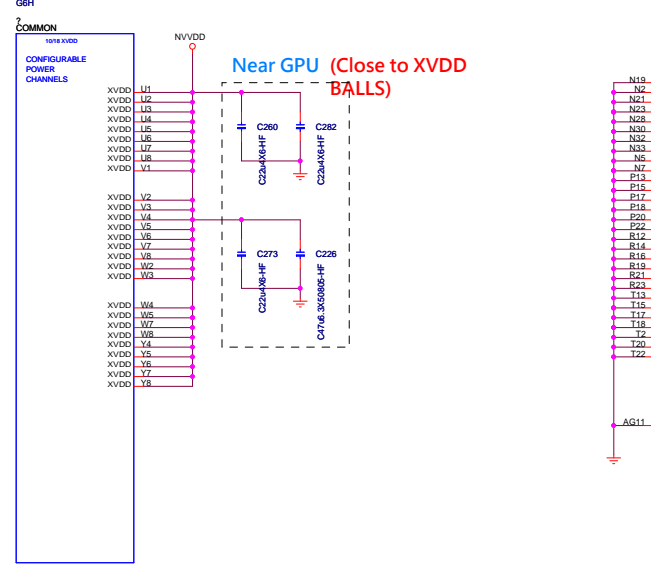 G6H
?
COMMON
10/18 XVDD
CONFIGURABLE
POWER
CHANNELS
NVVDD
Near GPU (Close to XVDD
BALLS)
XVDD U1
XVDD U2
XVDD U3
XVDD U4
XVDD U5
XVDD U6
XVDD U7
XVDD U8
XVDD V1
XVDD V2
XVDD V3
XVDD V4
XVDD V5
XVDD V6
XVDD V7
XVDD V8
XVDD W2
XVDD W3
XVDD W4
XVDD W5
XVDD W7
XVDD W8
XVDD Y4
XVDD Y5
XVDD Y6
XVDD Y7
XVDD Y8
C260
C22u4X6-HF
C282
C22u4X6-HF
C273
C22u4X6-HF
C226
C47u6.3X50805-HF
N19
N2
N21
N23
N28
N30
N32
N33
N5
N7
P13
P15
P17
P18
P20
P22
R12
R14
R16
R19
R21
R23
T13
T15
T17
T18
T2
T20
T22
AG11